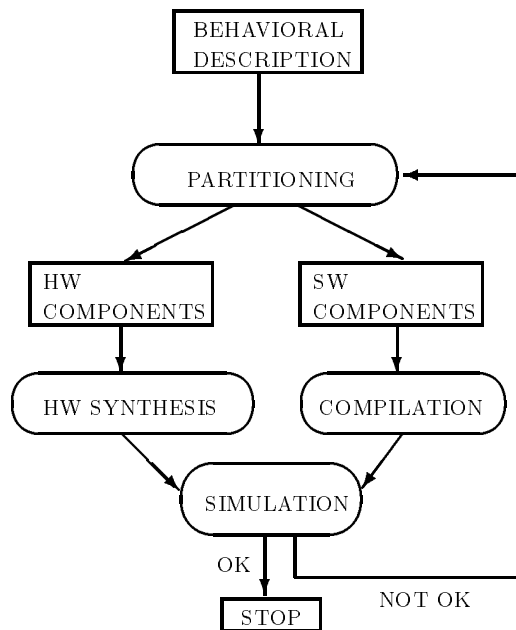 BEHAVIORAL
DESCRIPTION
PARTITIONING
HW
COMPONENTS
SW
COMPONENTS
HW SYNTHESIS
COMPILATION
SIMULATION
OK
NOT OK
STOP